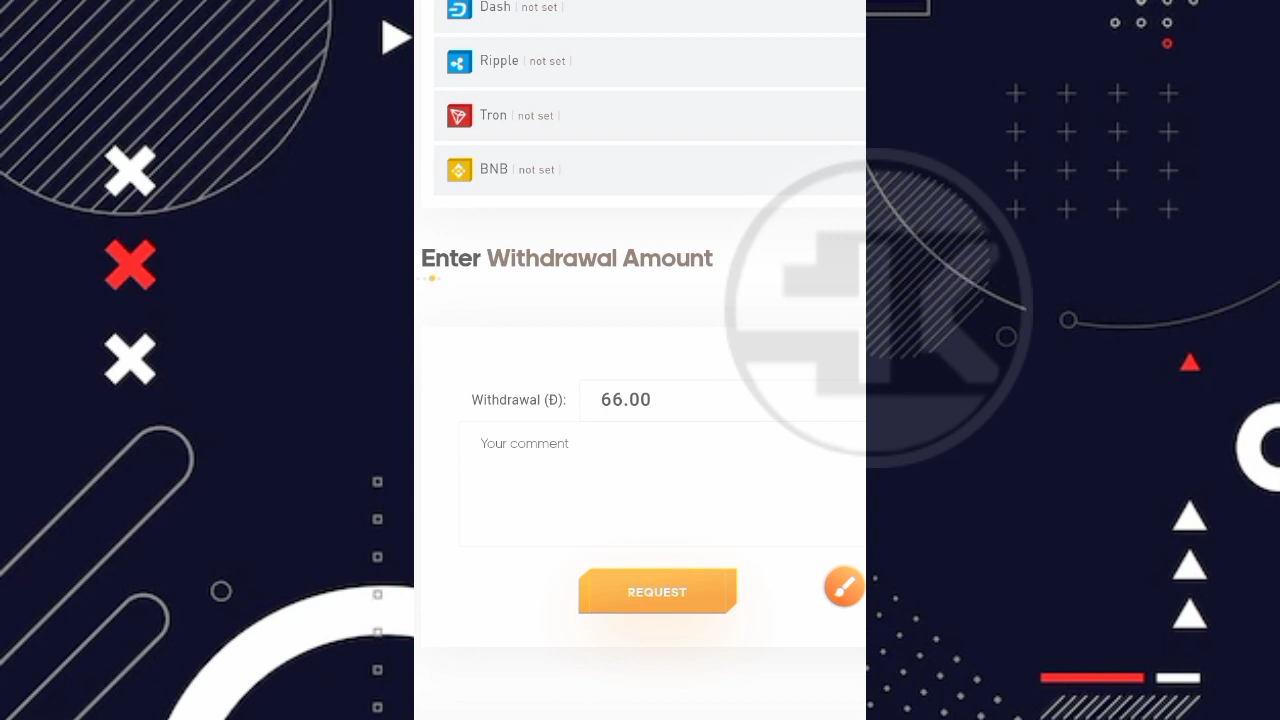 Dash | not set |
Ripple | not set |
Tron | not set |
BNB | not set |
Enter Withdrawal Amount
Withdrawal (Ð): 66.00
Your comment
REQUEST